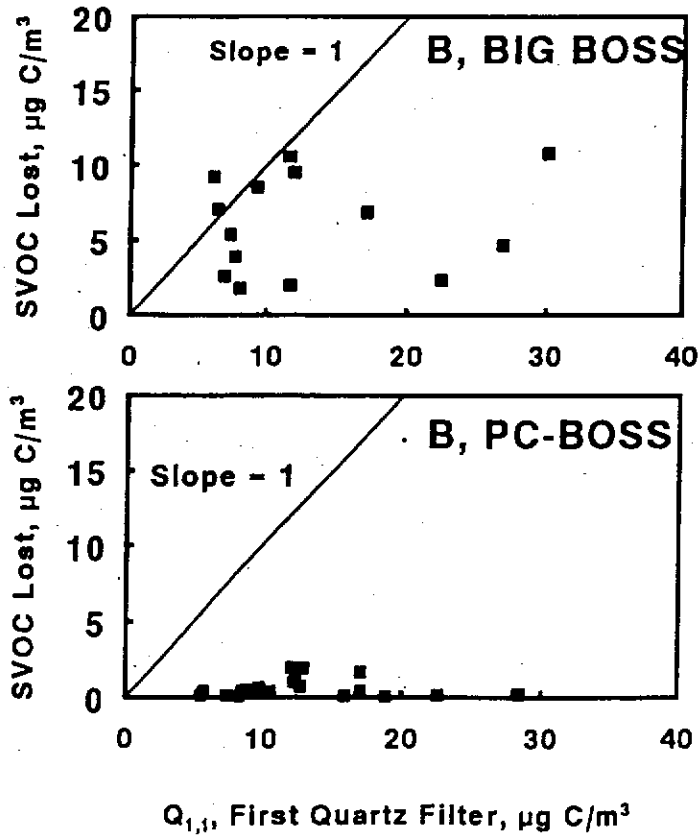 20
Slope = 1
B, BIG BOSS
15
10
5
0
SVOC Lost, µg C/m³
0 10 20 30 40
20
B, PC-BOSS
15
Slope = 1
10
5
0
SVOC Lost, µg C/m³
0 10 20 30 40
Q₁,₁, First Quartz Filter, µg C/m³